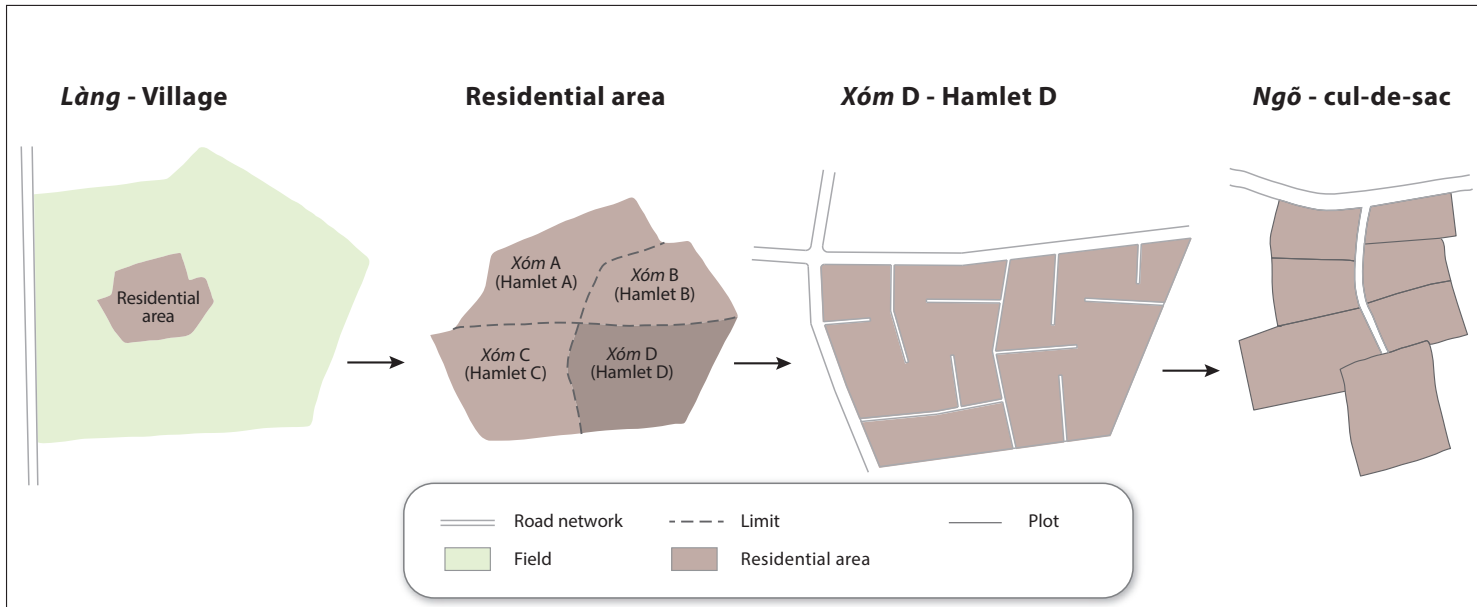 Làng - Village
Residential area
Xóm D - Hamlet D
Ngõ - cul-de-sac
Residential
area
Xóm A
(Hamlet A)
Xóm B
(Hamlet B)
Xóm C
(Hamlet C)
Xóm D
(Hamlet D)
Road network
Limit
Plot
Field
Residential area